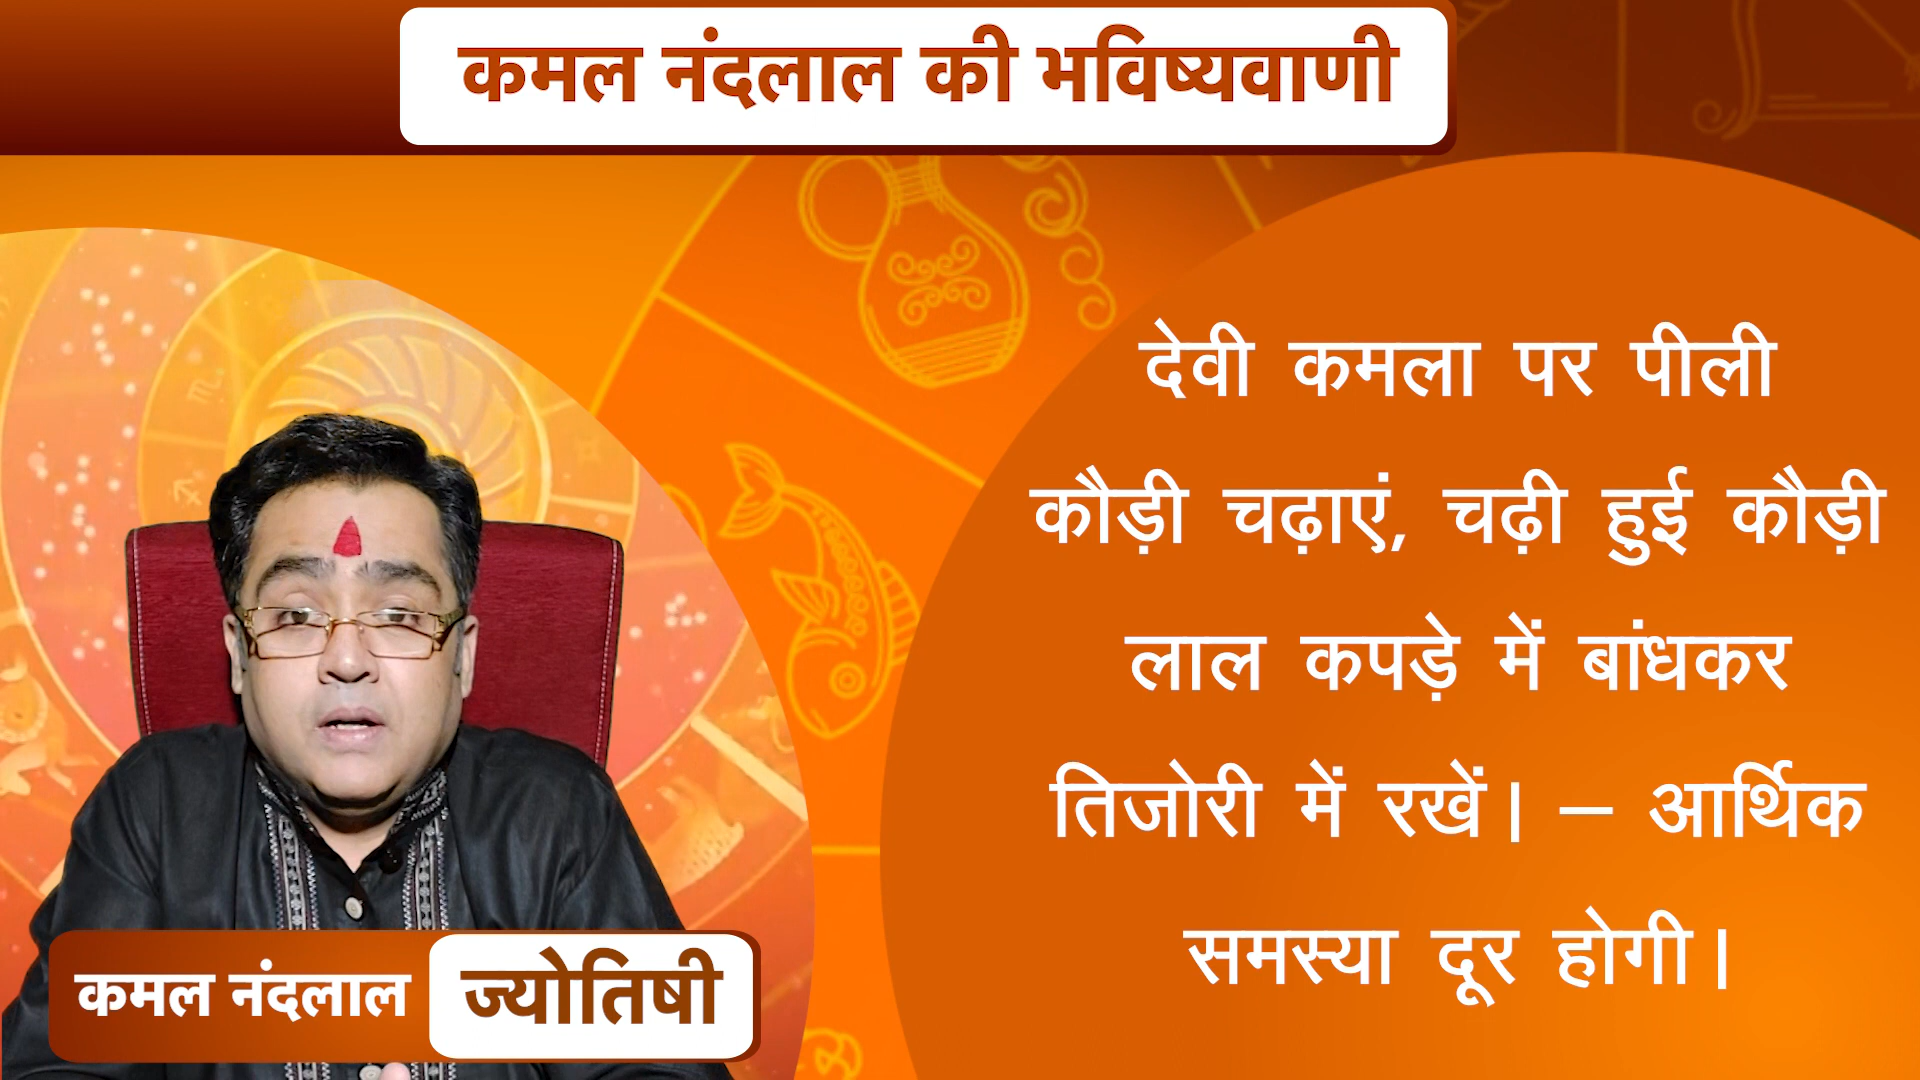 कमल नंदलाल की भविष्यवाणी
देवी कमला पर पीली
कौड़ी चढ़ाएं, चढ़ी हुई कौड़ी
लाल कपड़े में बांधकर
तिजोरी में रखें। – आर्थिक
समस्या दूर होगी।
कमल नंदलाल ज्योतिषी